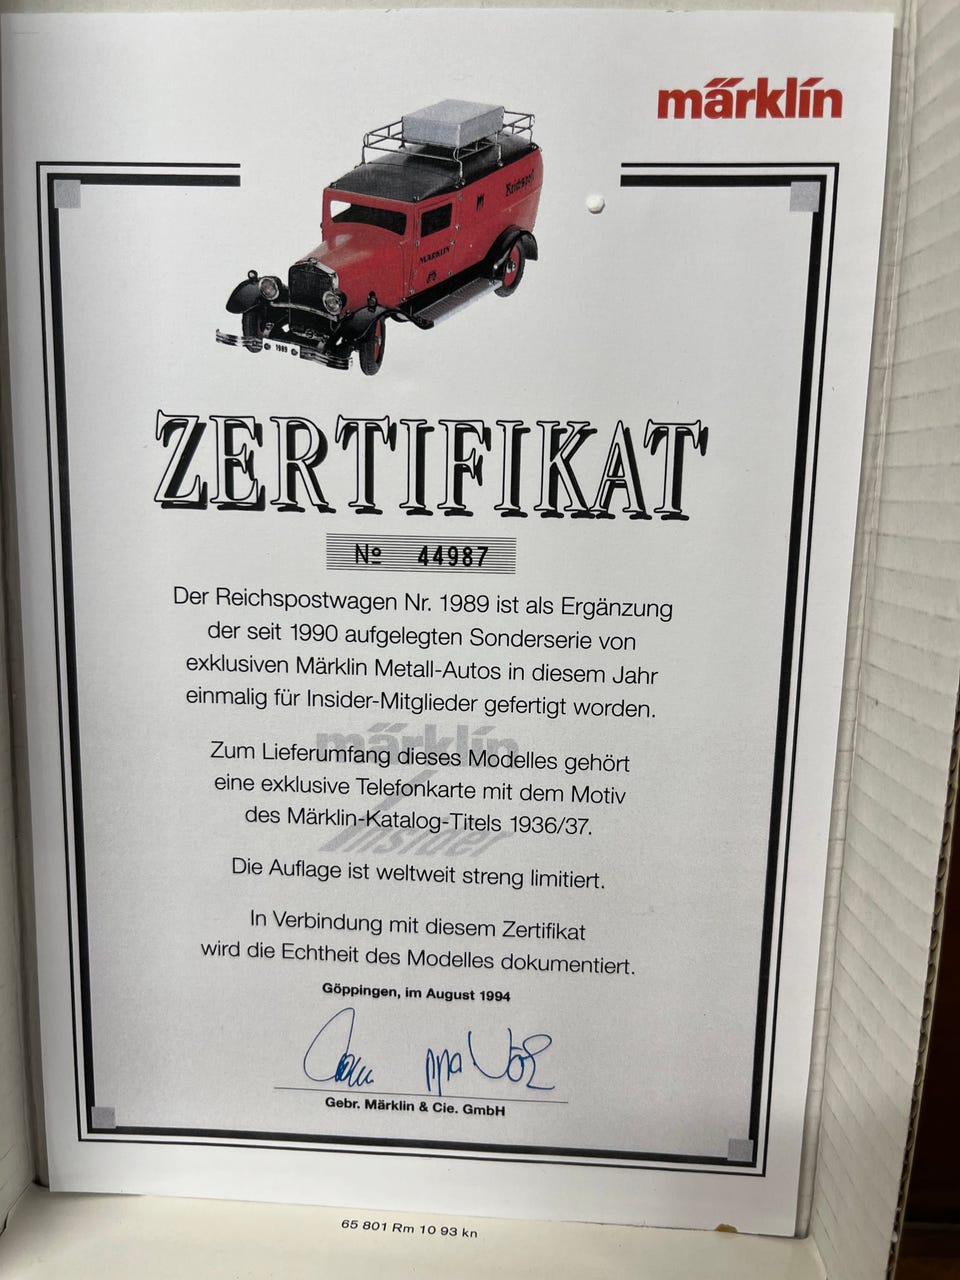 märklin
Reichspost
MÄRKLIN
1989
ZERTIFIKAT
Nº 44987
Der Reichspostwagen Nr. 1989 ist als Ergänzung
der seit 1990 aufgelegten Sonderserie von
exklusiven Märklin Metall-Autos in diesem Jahr
einmalig für Insider-Mitglieder gefertigt worden.
märklin
Zum Lieferumfang dieses Modelles gehört
eine exklusive Telefonkarte mit dem Motiv
des Märklin-Katalog-Titels 1936/37.
Insider
Die Auflage ist weltweit streng limitiert.
In Verbindung mit diesem Zertifikat
wird die Echtheit des Modelles dokumentiert.
Göppingen, im August 1994
Gebr. Märklin & Cie. GmbH
65 801 Rm 10 93 kn